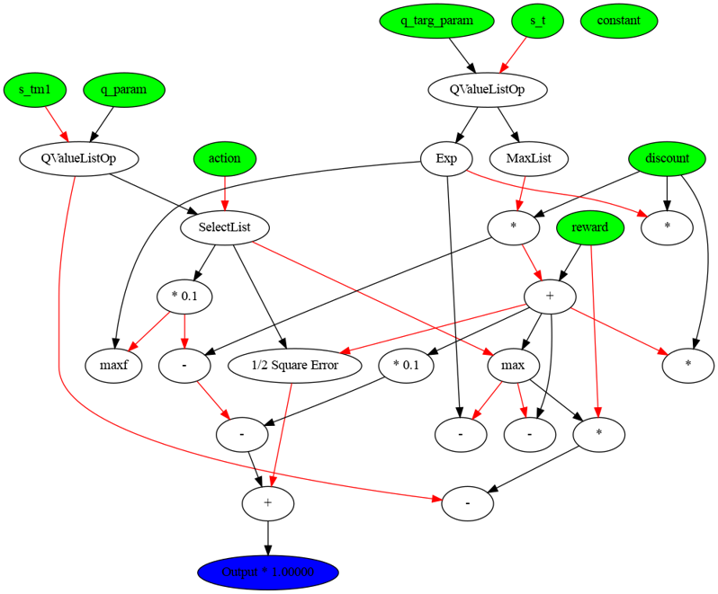 q_targ_param
s_t
constant
s_tm1
q_param
QValueListOp
QValueListOp
action
Exp
MaxList
discount
SelectList
*
reward
*
* 0.1
+
maxf
-
1/2 Square Error
* 0.1
max
*
-
-
-
*
+
-
Output * 1.00000